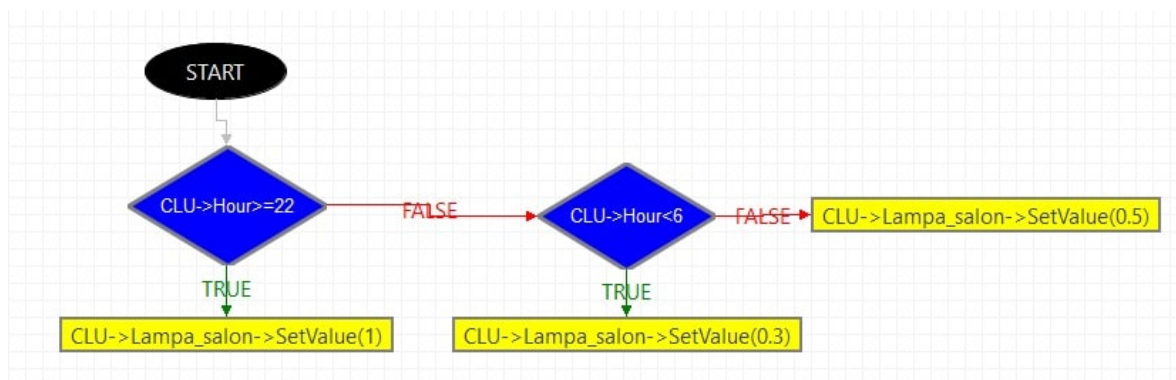 START
CLU->Hour>=22
FALSE
CLU->Hour<6
FALSE
CLU->Lampa_salon->SetValue(0.5)
TRUE
TRUE
CLU->Lampa_salon->SetValue(1)
CLU->Lampa_salon->SetValue(0.3)